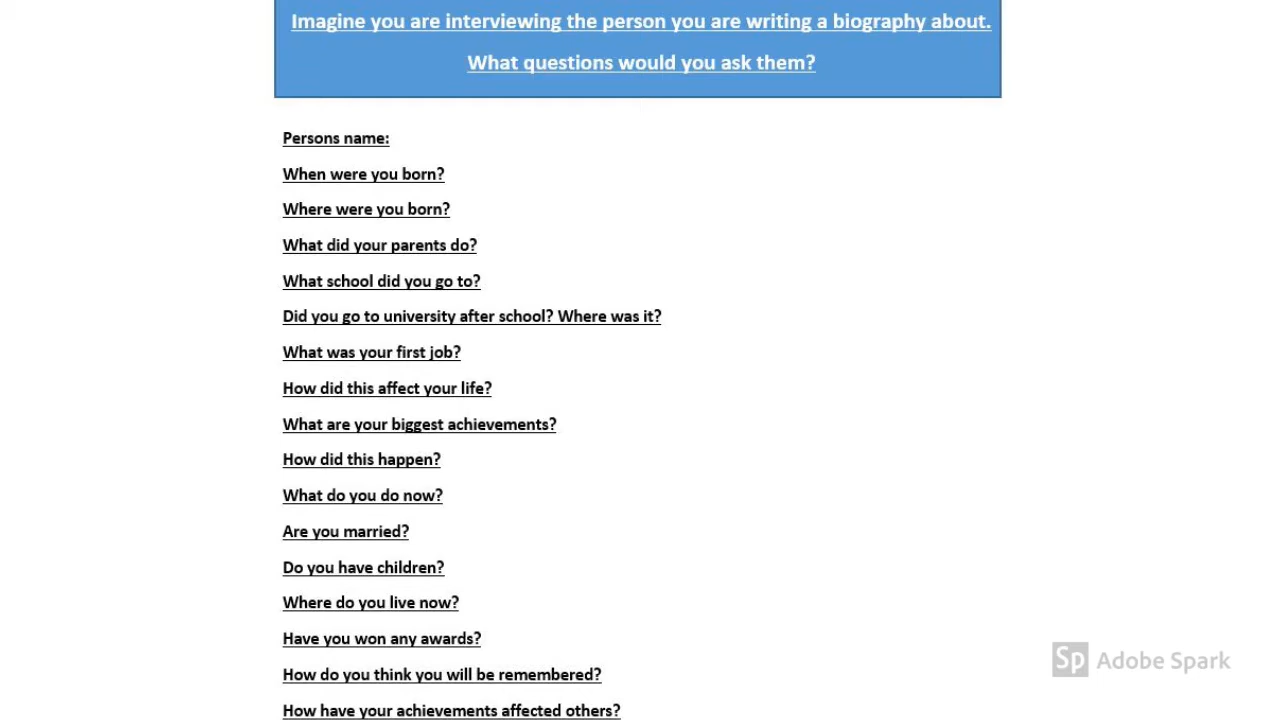 Imagine you are interviewing the person you are writing a biography about.
What questions would you ask them?
Persons name:
When were you born?
Where were you born?
What did your parents do?
What school did you go to?
Did you go to university after school? Where was it?
What was your first job?
How did this affect your life?
What are your biggest achievements?
How did this happen?
What do you do now?
Are you married?
Do you have children?
Where do you live now?
Have you won any awards?
How do you think you will be remembered?
How have your achievements affected others?
Sp Adobe Spark